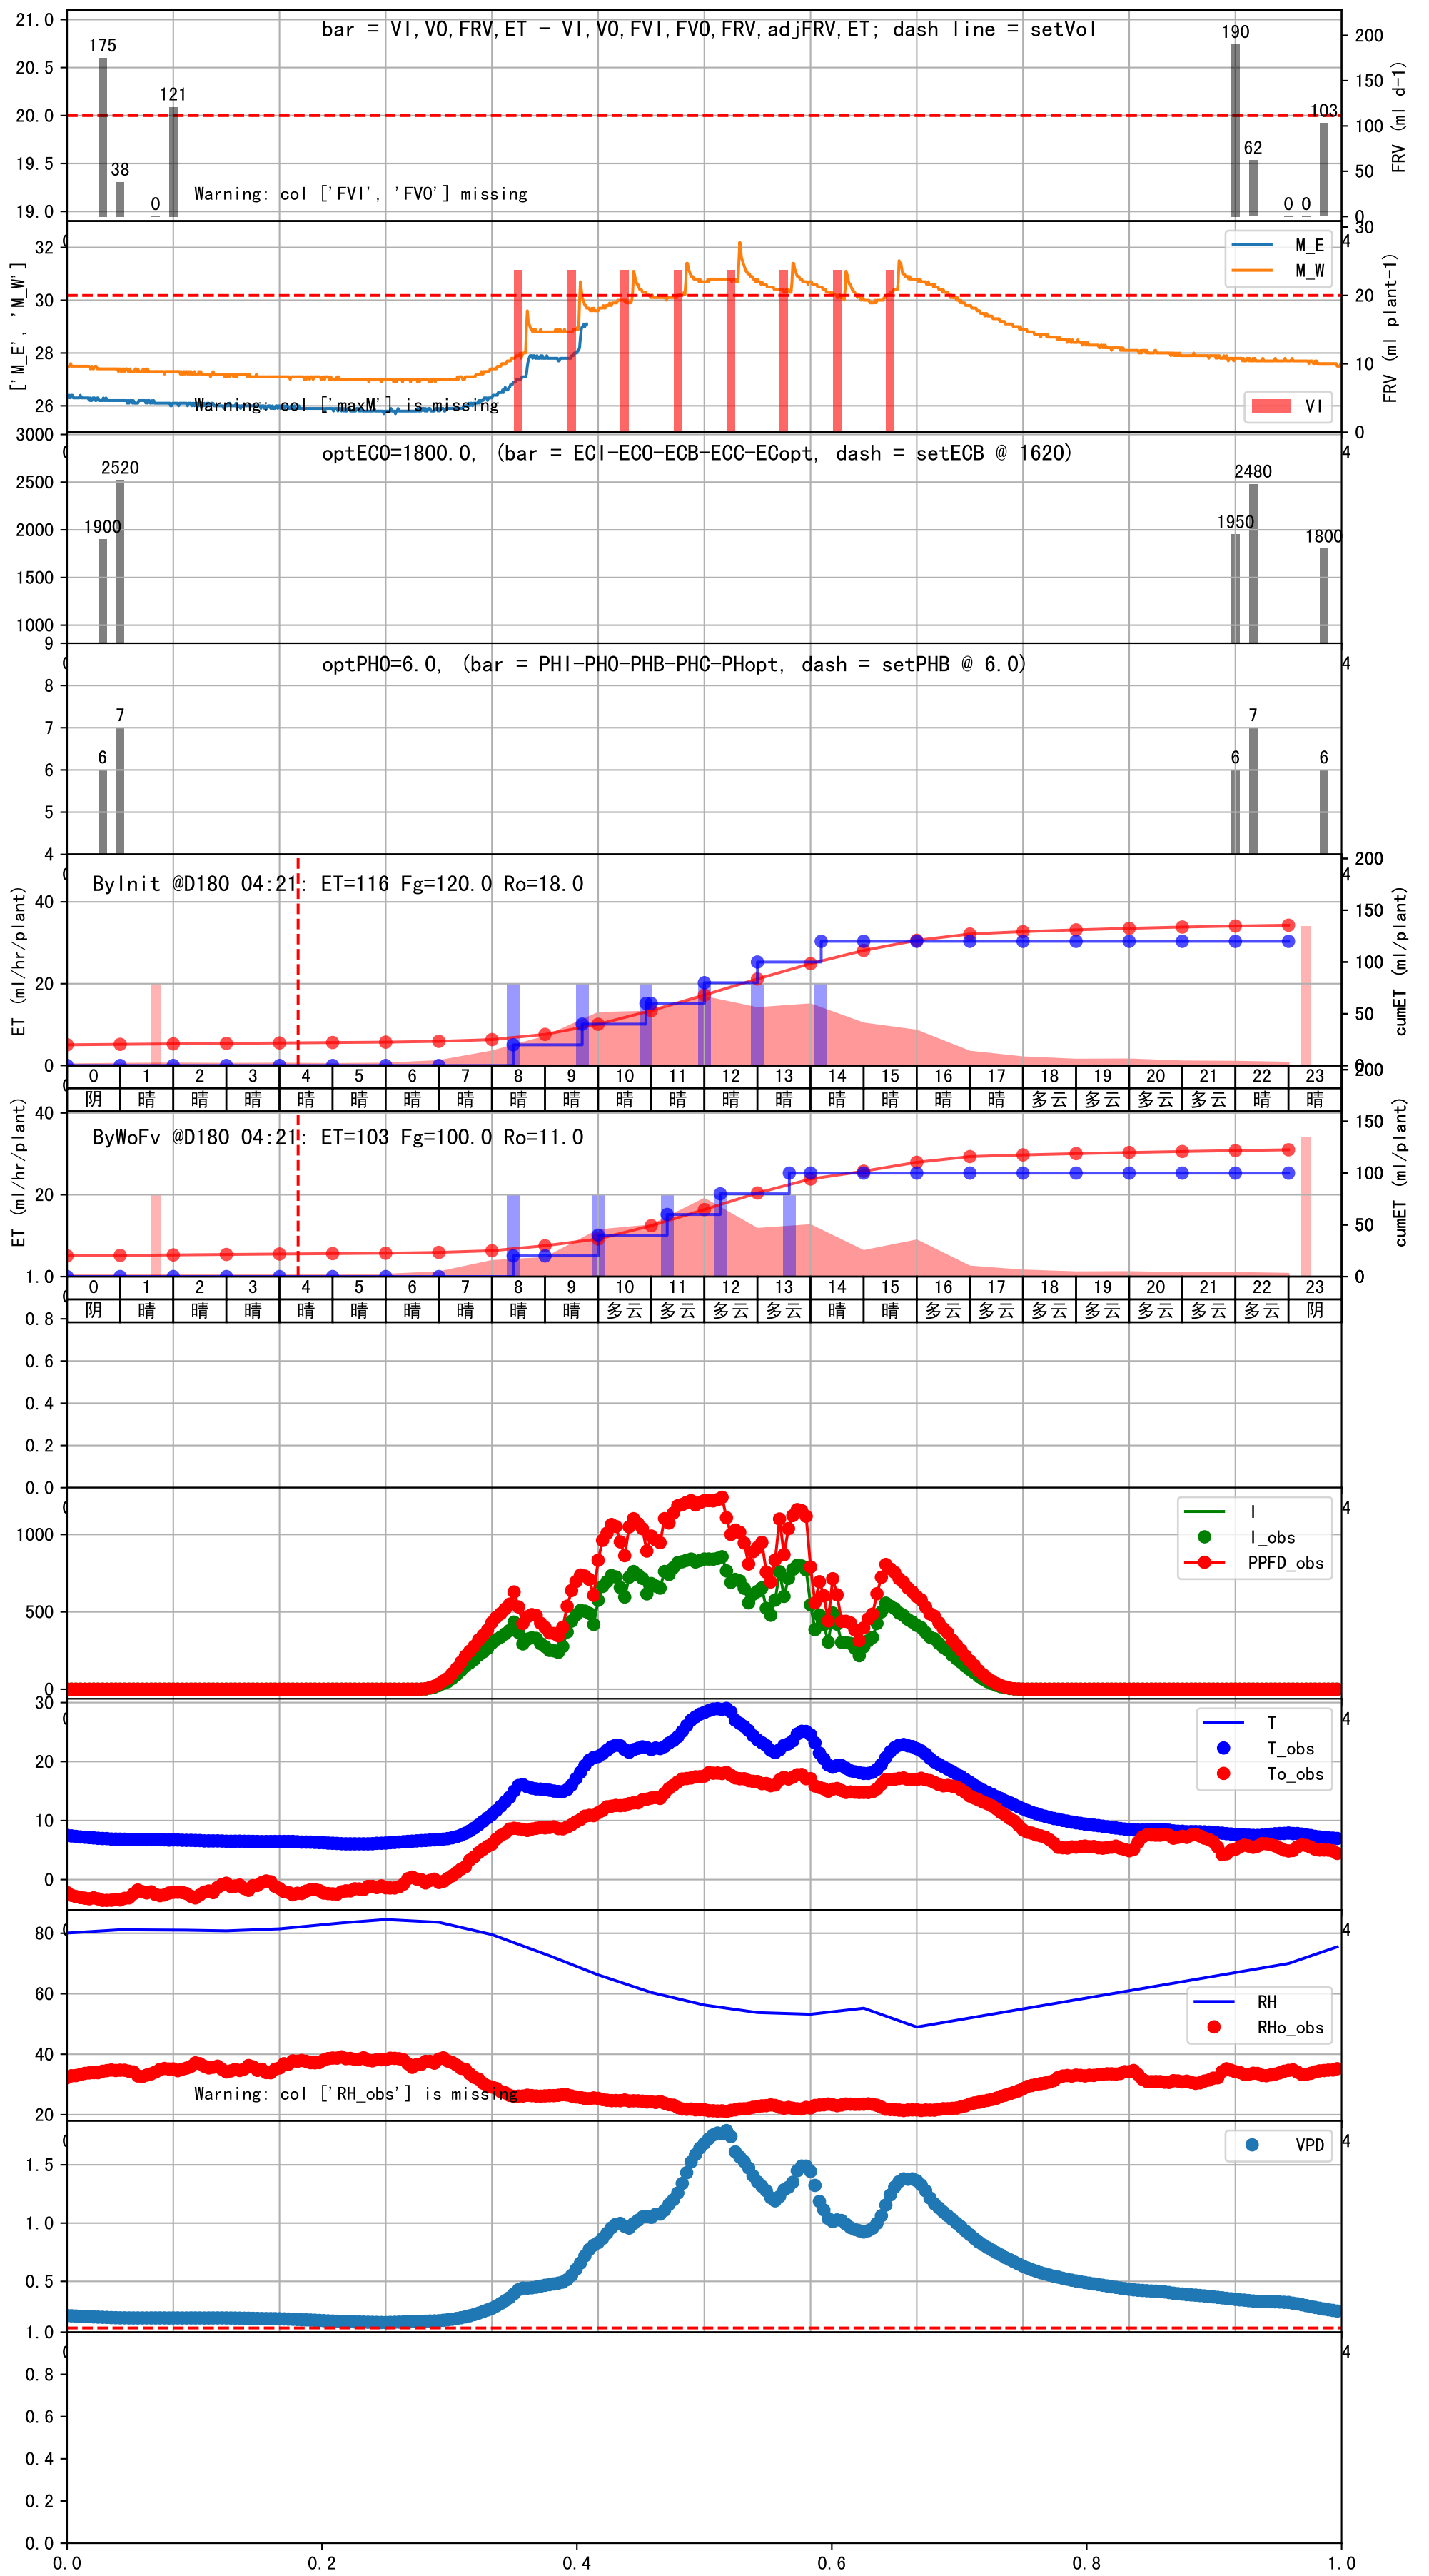 bar = VI,VO,FRV,ET - VI,VO,FVI,FVO,FRV,adjFRV,ET; dash line = setVol
21.0
20.5
20.0
19.5
19.0
175
38
0
121
190
62
0
0
103
200
150
100
50
0
FRV (ml d-1)
Warning: col ['FVI', 'FVO'] missing
['M_E', 'M_W']
32
30
28
26
M_E
M_W
VI
30
20
10
0
FRV (ml plant-1)
Warning: col ['maxM'] is missing
optECO=1800.0, (bar = ECI-ECO-ECB-ECC-ECopt, dash = setECB @ 1620)
3000
2500
2000
1500
1000
1900
2520
1950
2480
1800
optPHO=6.0, (bar = PHI-PHO-PHB-PHC-PHopt, dash = setPHB @ 6.0)
9
8
7
6
5
4
6
7
6
7
6
ByInit @D180 04:21: ET=116 Fg=120.0 Ro=18.0
ET (ml/hr/plant)
40
20
0
200
150
100
50
0
cumET (ml/plant)
0 1 2 3 4 5 6 7 8 9 10 11 12 13 14 15 16 17 18 19 20 21 22 23
阴 晴 晴 晴 晴 晴 晴 晴 晴 晴 晴 晴 晴 晴 晴 晴 晴 晴 多云 多云 多云 多云 晴 晴
ByWoFv @D180 04:21: ET=103 Fg=100.0 Ro=11.0
ET (ml/hr/plant)
40
20
200
150
100
50
0
cumET (ml/plant)
0 1 2 3 4 5 6 7 8 9 10 11 12 13 14 15 16 17 18 19 20 21 22 23
阴 晴 晴 晴 晴 晴 晴 晴 晴 晴 多云 多云 多云 多云 晴 晴 多云 多云 多云 多云 多云 多云 多云 阴
1.0
0.8
0.6
0.4
0.2
0.0
1000
500
0
I
I_obs
PPFD_obs
30
20
10
0
T
T_obs
To_obs
80
60
40
20
RH
RHo_obs
Warning: col ['RH_obs'] is missing
1.5
1.0
0.5
VPD
1.0
0.8
0.6
0.4
0.2
0.0
0.0 0.2 0.4 0.6 0.8 1.0